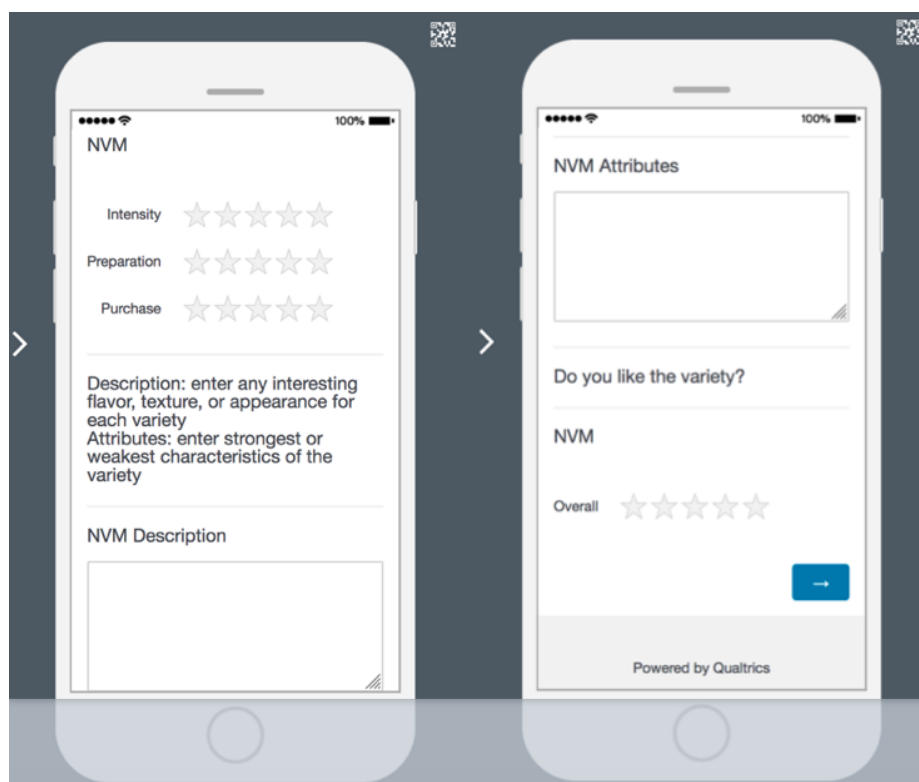 100%
NVM
Intensity
Preparation
Purchase
Description: enter any interesting
flavor, texture, or appearance for
each variety
Attributes: enter strongest or
weakest characteristics of the
variety
NVM Description
100%
NVM Attributes
Do you like the variety?
NVM
Overall
→
Powered by Qualtrics